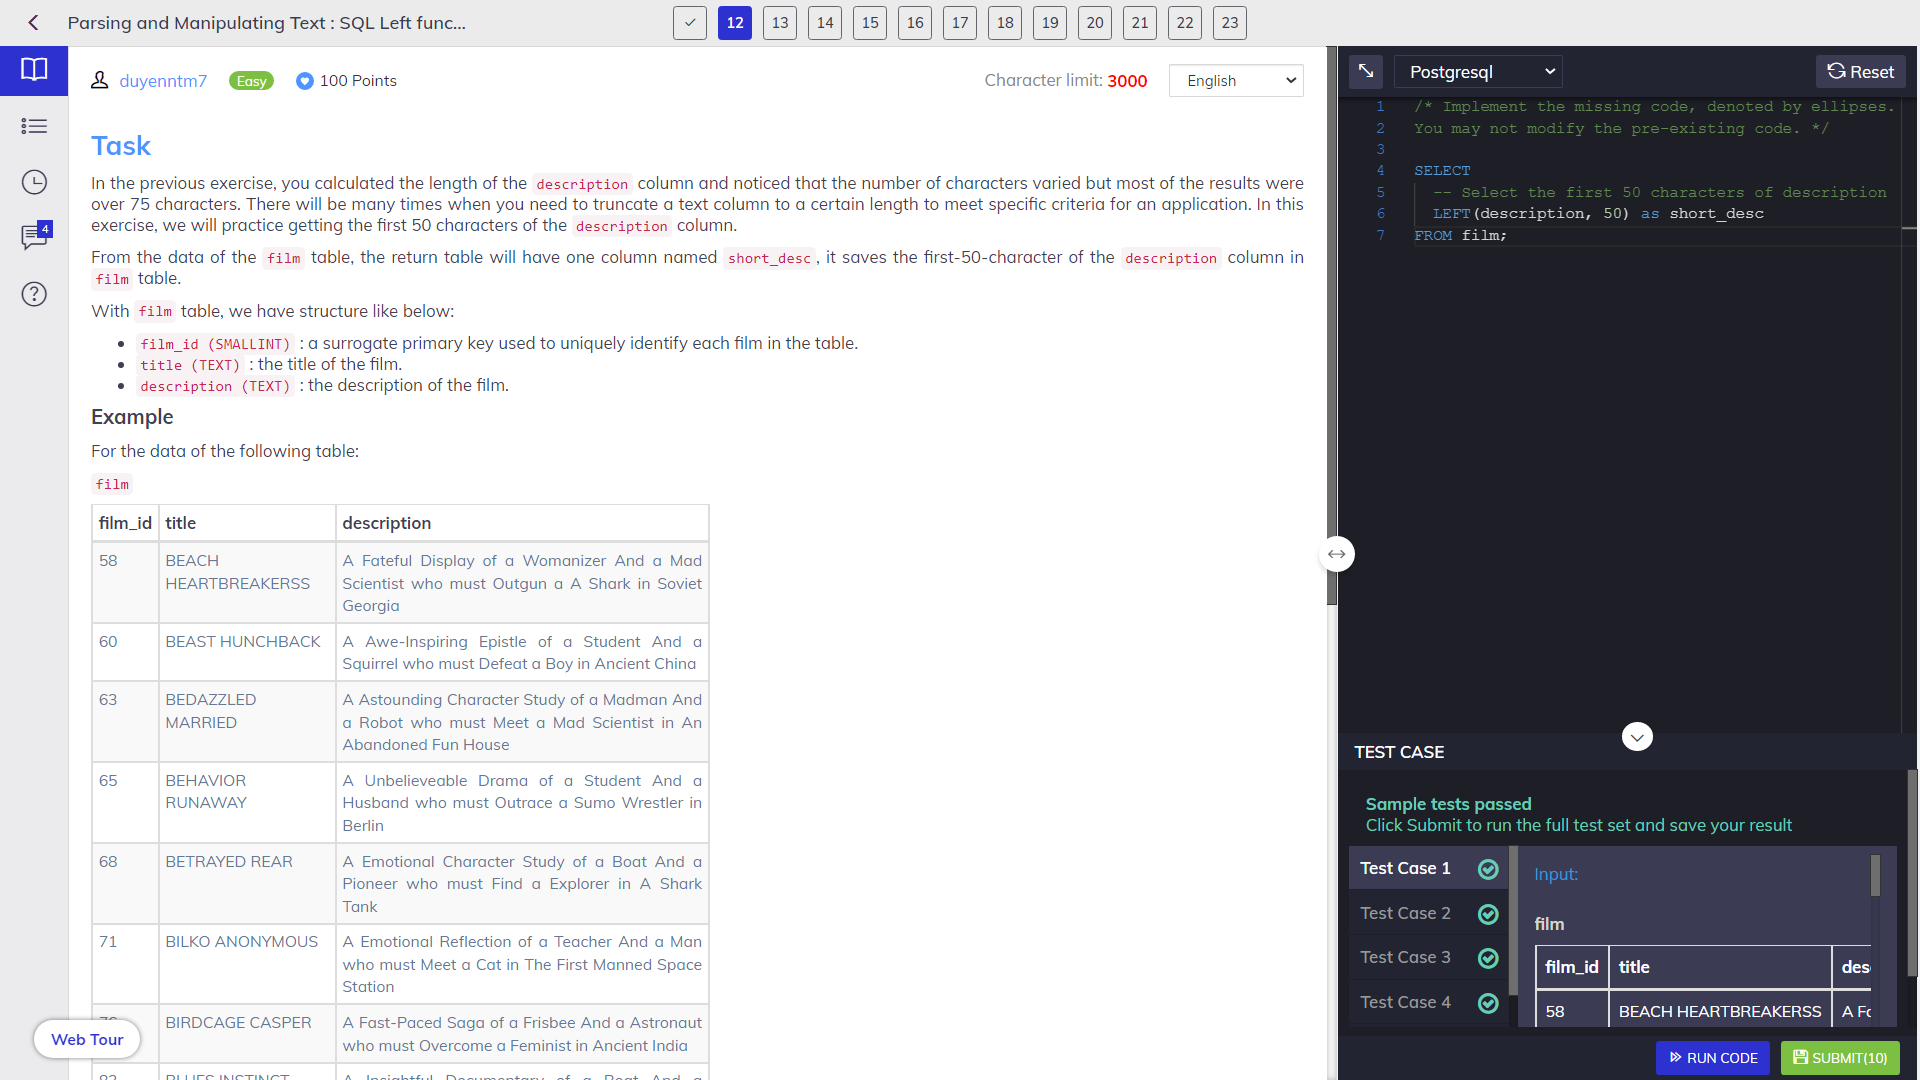 Parsing and Manipulating Text : SQL Left func...
12 13 14 15 16 17 18 19 20 21 22 23
duyenntm7 Easy 100 Points Character limit: 3000 English
Task
In the previous exercise, you calculated the length of the description column and noticed that the number of characters varied but most of the results were
over 75 characters. There will be many times when you need to truncate a text column to a certain length to meet specific criteria for an application. In this
exercise, we will practice getting the first 50 characters of the description column.
From the data of the film table, the return table will have one column named short_desc, it saves the first-50-character of the description column in
film table.
With film table, we have structure like below:
film_id (SMALLINT) : a surrogate primary key used to uniquely identify each film in the table.
title (TEXT) : the title of the film.
description (TEXT) : the description of the film.
Example
For the data of the following table:
film
film_id title description
58 BEACH HEARTBREAKERSS A Fateful Display of a Womanizer And a Mad
Scientist who must Outgun a A Shark in Soviet
Georgia
60 BEAST HUNCHBACK A Awe-Inspiring Epistle of a Student And a
Squirrel who must Defeat a Boy in Ancient China
63 BEDAZZLED MARRIED A Astounding Character Study of a Madman And
a Robot who must Meet a Mad Scientist in An
Abandoned Fun House
65 BEHAVIOR RUNAWAY A Unbelieveable Drama of a Student And a
Husband who must Outrace a Sumo Wrestler in
Berlin
68 BETRAYED REAR A Emotional Character Study of a Boat And a
Pioneer who must Find a Explorer in A Shark
Tank
71 BILKO ANONYMOUS A Emotional Reflection of a Teacher And a Man
who must Meet a Cat in The First Manned Space
Station
BIRDCAGE CASPER A Fast-Paced Saga of a Frisbee And a Astronaut
who must Overcome a Feminist in Ancient India
BLUES INSTINCT A Insightful Documentary of a Boat And a
4
Web Tour
Postgresql Reset
1 /* Implement the missing code, denoted by ellipses.
2 You may not modify the pre-existing code. */
3
4 SELECT
5 -- Select the first 50 characters of description
6 LEFT(description, 50) as short_desc
7 FROM film;
TEST CASE
Sample tests passed
Click Submit to run the full test set and save your result
Test Case 1
Test Case 2
Test Case 3
Test Case 4
Input:
film
film_id title des
58 BEACH HEARTBREAKERSS A Fa
RUN CODE SUBMIT(10)